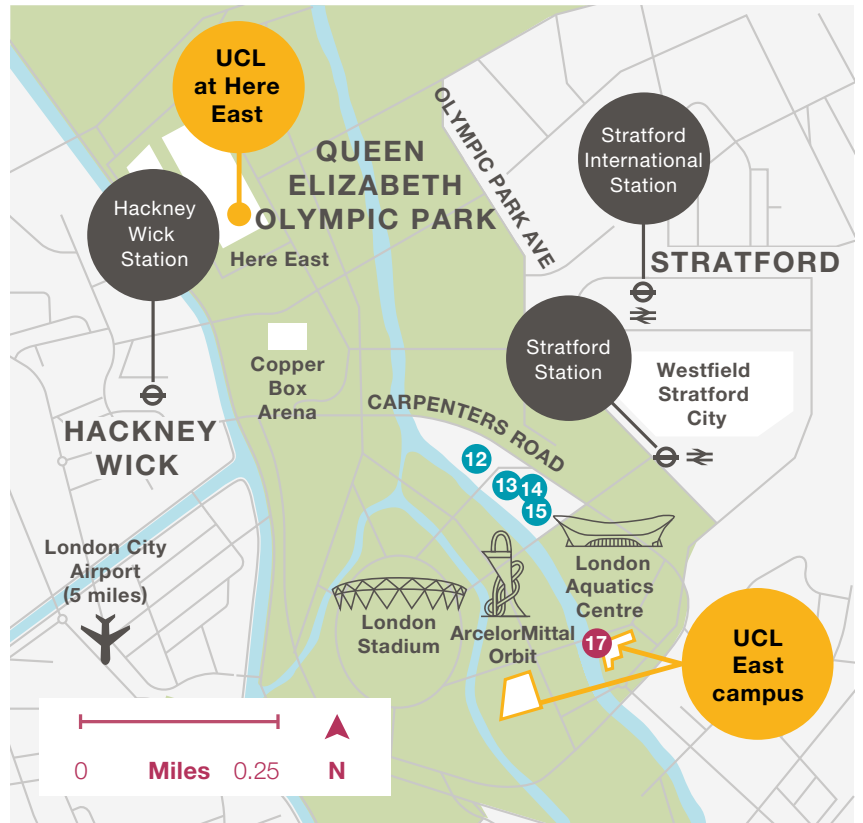 UCL
at Here
East
OLYMPIC PARK AVE
Stratford
International
Station
QUEEN
ELIZABETH
OLYMPIC PARK
Hackney
Wick
Station
Here East
STRATFORD
Stratford
Station
Westfield
Stratford
City
Copper
Box
Arena
CARPENTERS ROAD
HACKNEY
WICK
12
13
14
15
London City
Airport
(5 miles)
London
Stadium
ArcelorMittal
Orbit
London
Aquatics
Centre
17
UCL
East
campus
0 Miles 0.25 N